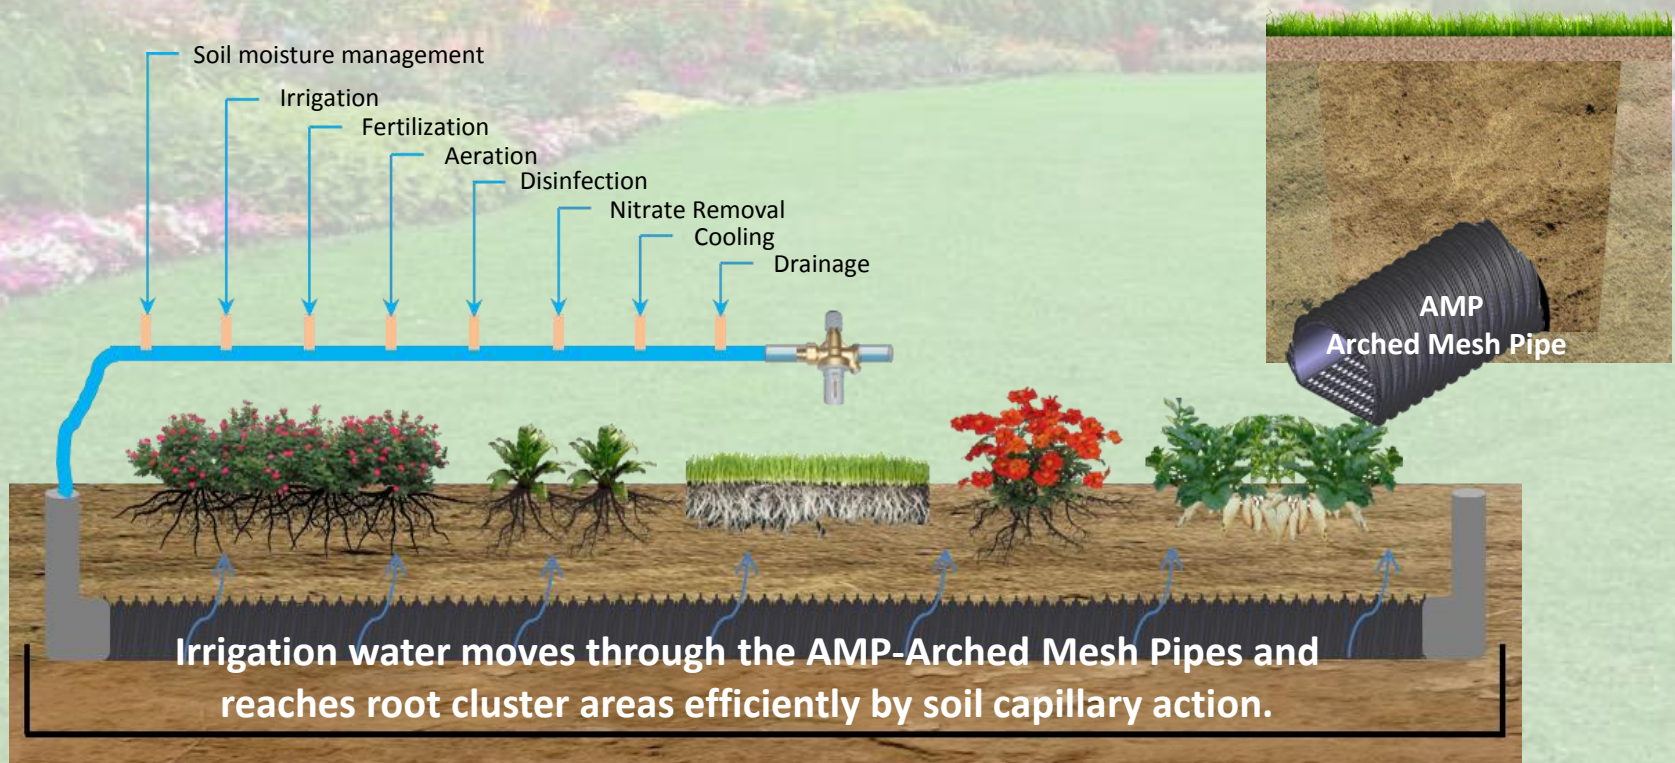 Soil moisture management
Irrigation
Fertilization
Aeration
Disinfection
Nitrate Removal
Cooling
Drainage
AMP
Arched Mesh Pipe
Irrigation water moves through the AMP-Arched Mesh Pipes and
reaches root cluster areas efficiently by soil capillary action.